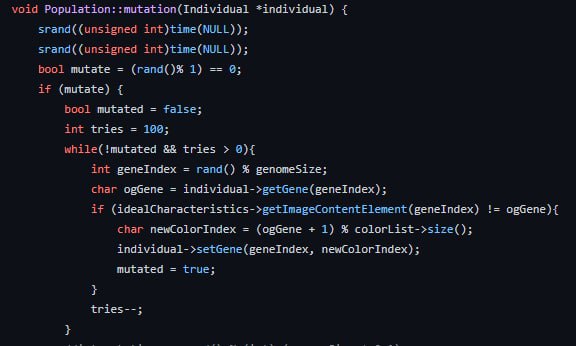 void Population::mutation(Individual *individual) {
    srand((unsigned int)time(NULL));
    srand((unsigned int)time(NULL));
    bool mutate = (rand()% 1) == 0;
    if (mutate) {
        bool mutated = false;
        int tries = 100;
        while(!mutated && tries > 0){
            int geneIndex = rand() % genomeSize;
            char ogGene = individual->getGene(geneIndex);
            if (idealCharacteristics->getImageContentElement(geneIndex) != ogGene){
                char newColorIndex = (ogGene + 1) % colorList->size();
                individual->setGene(geneIndex, newColorIndex);
                mutated = true;
            }
            tries--;
        }